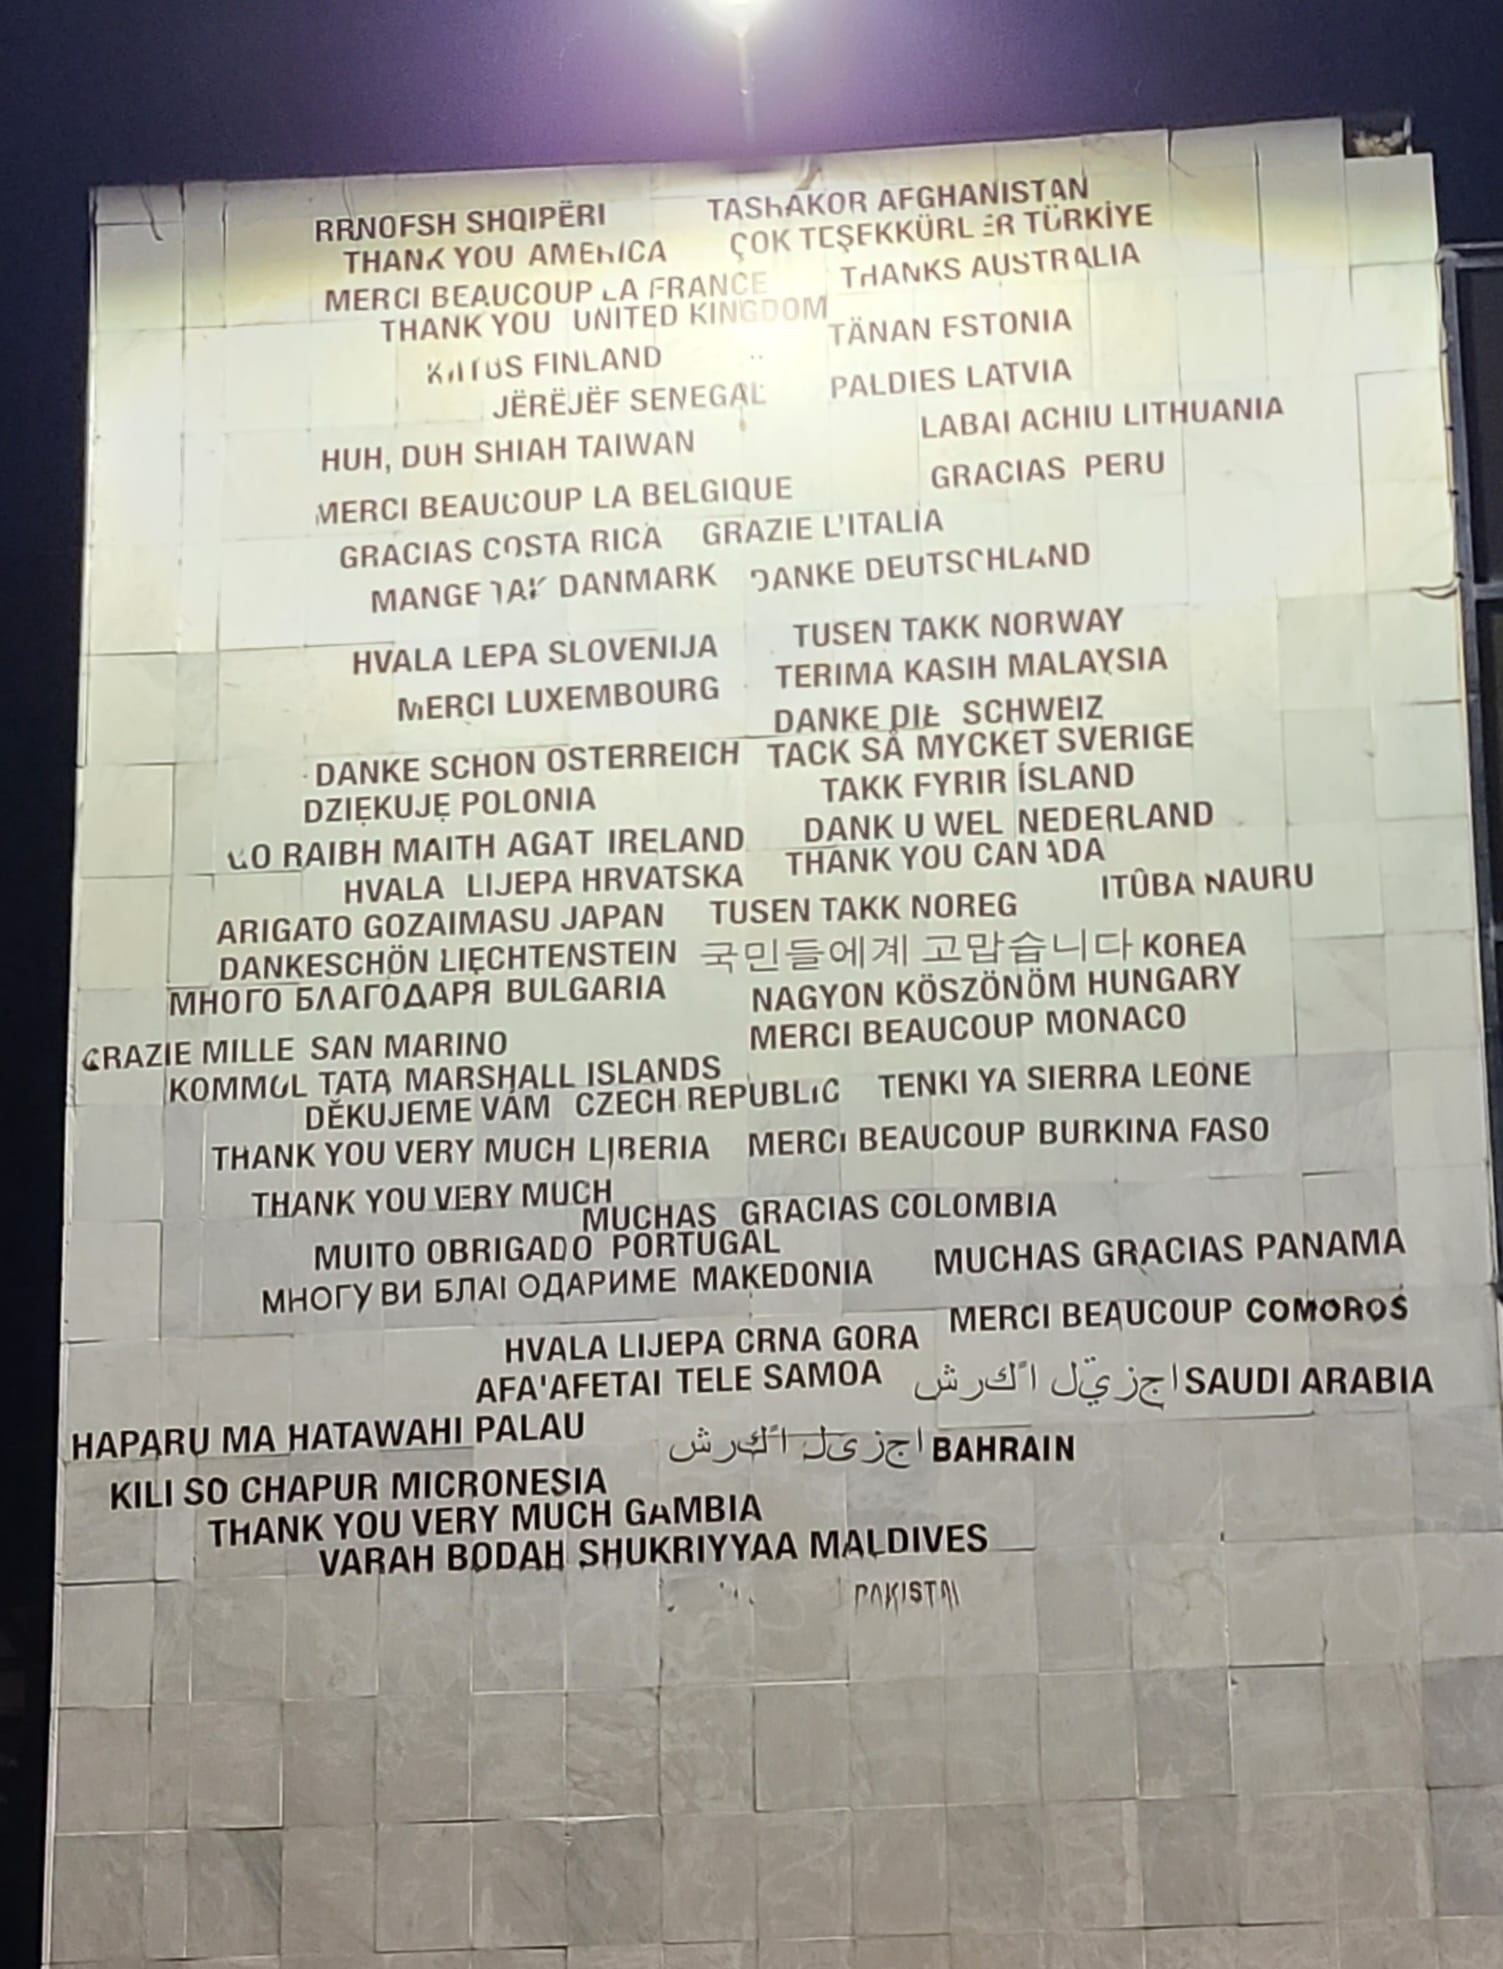 RRNOFSH SHQIPËRI TASHAKOR AFGHANISTAN
THANK YOU AMERICA ÇOK TEŞEKKÜRLER TÜRKİYE
MERCI BEAUCOUP LA FRANCE THANKS AUSTRALIA
THANK YOU UNITED KINGDOM
TÄNAN ESTONIA
KIITOS FINLAND
JËRËJËF SENEGAL PALDIES LATVIA
HUH, DUH SHIAH TAIWAN LABAI ACHIU LITHUANIA
MERCI BEAUCOUP LA BELGIQUE GRACIAS PERU
GRACIAS COSTA RICA GRAZIE L'ITALIA
MANGE TAK DANMARK DANKE DEUTSCHLAND
HVALA LEPA SLOVENIJA TUSEN TAKK NORWAY
MERCI LUXEMBOURG TERIMA KASIH MALAYSIA
DANKE DIE SCHWEIZ
DANKE SCHON OSTERREICH TACK SÅ MYCKET SVERIGE
DZIĘKUJĘ POLONIA TAKK FYRIR ÍSLAND
GO RAIBH MAITH AGAT IRELAND DANK U WEL NEDERLAND
HVALA LIJEPA HRVATSKA THANK YOU CANADA
ARIGATO GOZAIMASU JAPAN TUSEN TAKK NOREG ITÛBA NAURU
DANKESCHÖN LIECHTENSTEIN 국민들에게 고맙습니다 KOREA
МНОГО БЛАГОДАРЯ BULGARIA NAGYON KÖSZÖNÖM HUNGARY
GRAZIE MILLE SAN MARINO MERCI BEAUCOUP MONACO
KOMMOL TATA MARSHALL ISLANDS
DĚKUJEME VÁM CZECH REPUBLIC TENKI YA SIERRA LEONE
THANK YOU VERY MUCH LIBERIA MERCI BEAUCOUP BURKINA FASO
THANK YOU VERY MUCH
MUCHAS GRACIAS COLOMBIA
MUITO OBRIGADO PORTUGAL
МНОГУ ВИ БЛАГОДАРИМЕ MAKEDONIA MUCHAS GRACIAS PANAMA
MERCI BEAUCOUP COMOROS
HVALA LIJEPA CRNA GORA
AFA'AFETAI TELE SAMOA ش ر ك ا ً ا ج ز ي ّ ل SAUDI ARABIA
HAPARU MA HATAWAHI PALAU ش ر ك ا ً ا ج ز ى ل BAHRAIN
KILI SO CHAPUR MICRONESIA
THANK YOU VERY MUCH GAMBIA
VARAH BODAH SHUKRIYYAA MALDIVES
PAKISTAN